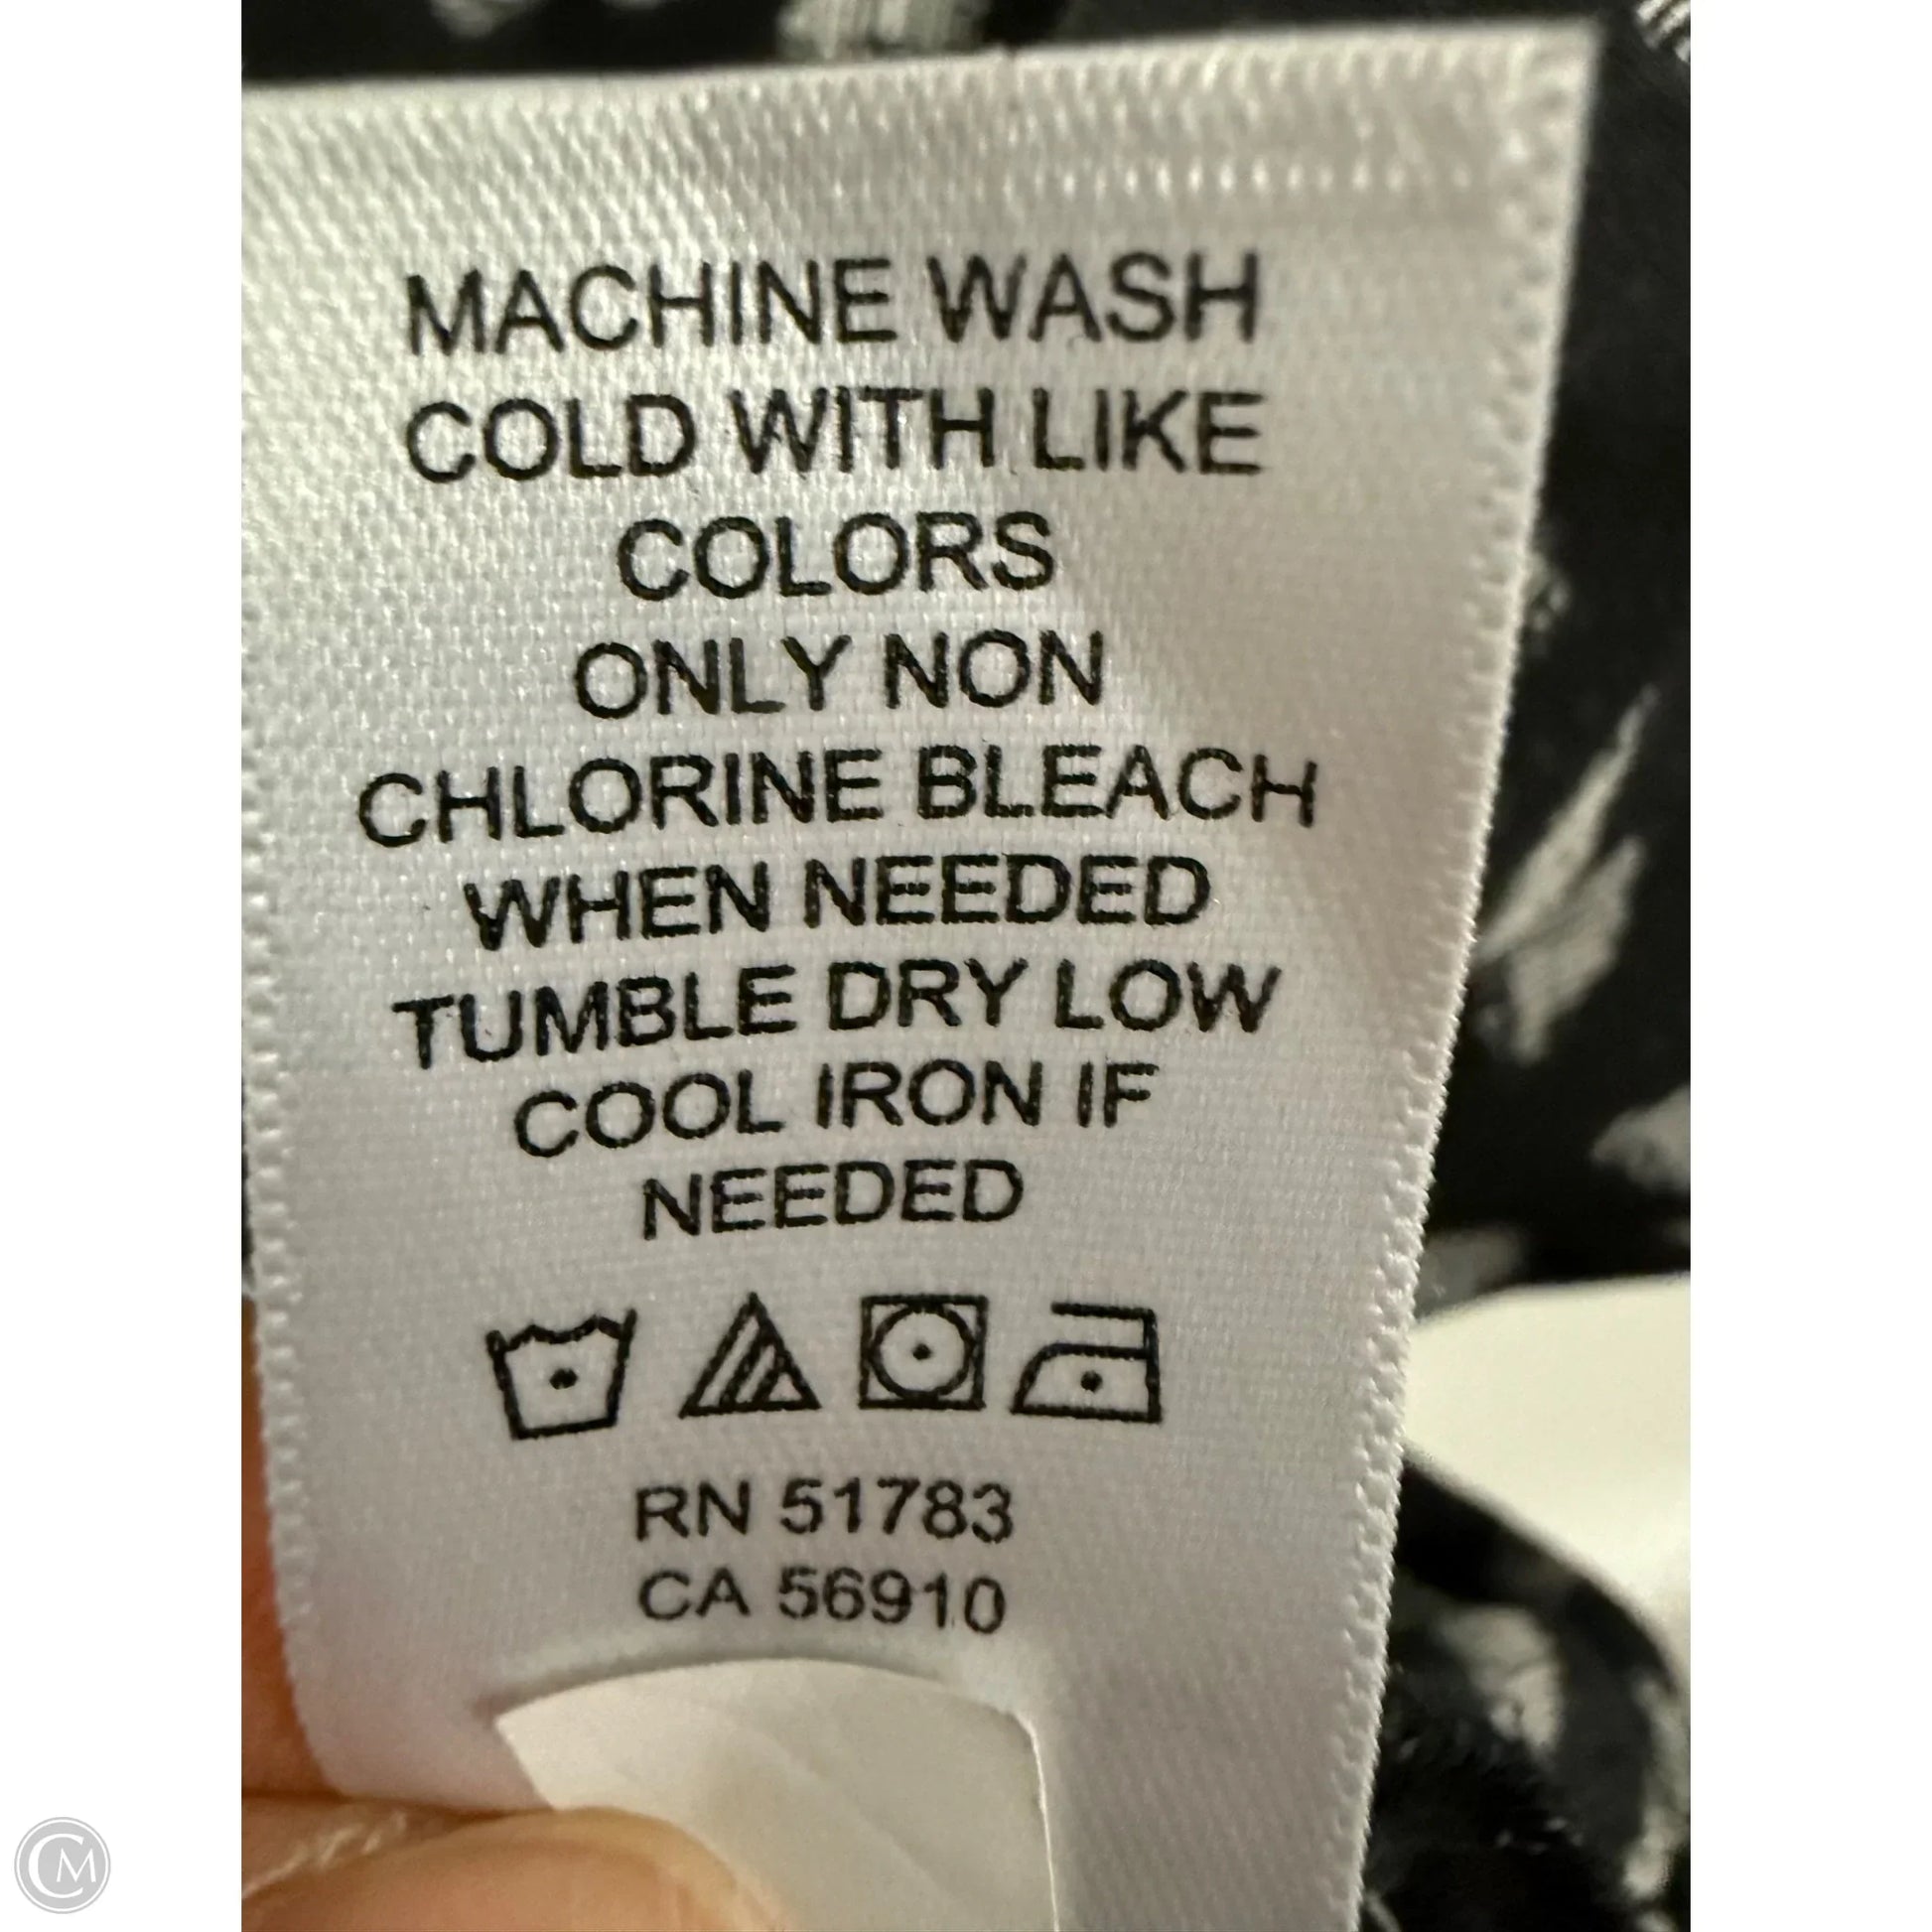 MACHINE WASH
COLD WITH LIKE
COLORS
ONLY NON
CHLORINE BLEACH
WHEN NEEDED
TUMBLE DRY LOW
COOL IRON IF
NEEDED
RN 51783
CA 56910
CM